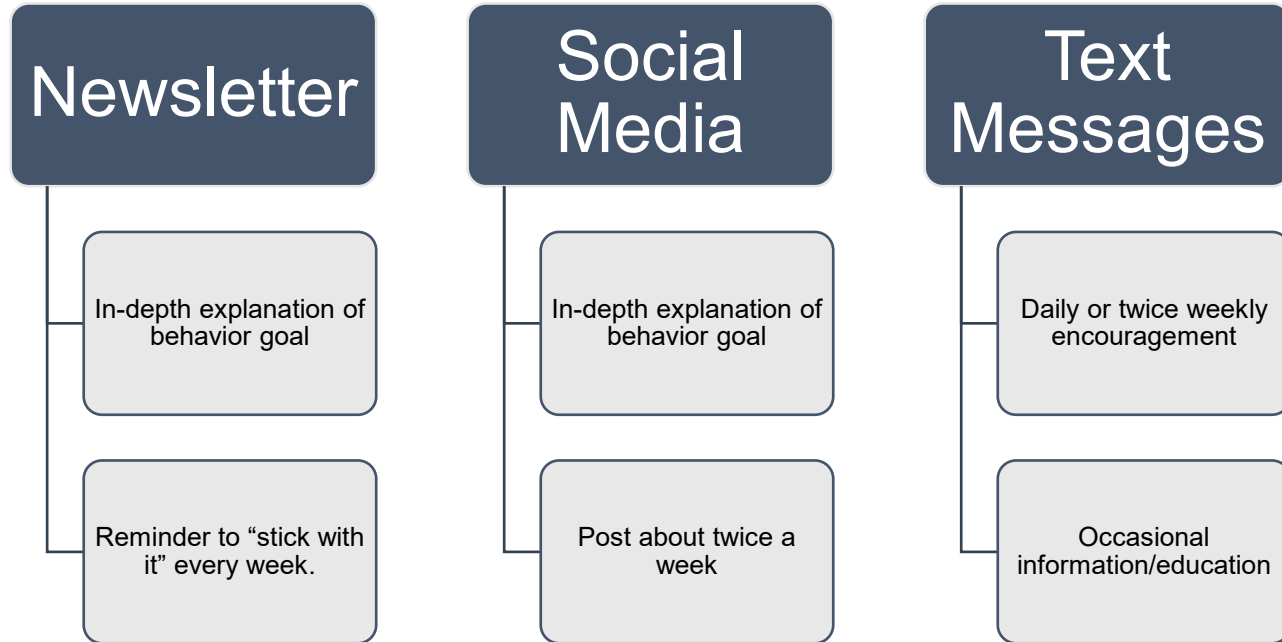 Newsletter
In-depth explanation of
behavior goal
Reminder to “stick with
it” every week.
Social
Media
In-depth explanation of
behavior goal
Post about twice a
week
Text
Messages
Daily or twice weekly
encouragement
Occasional
information/education